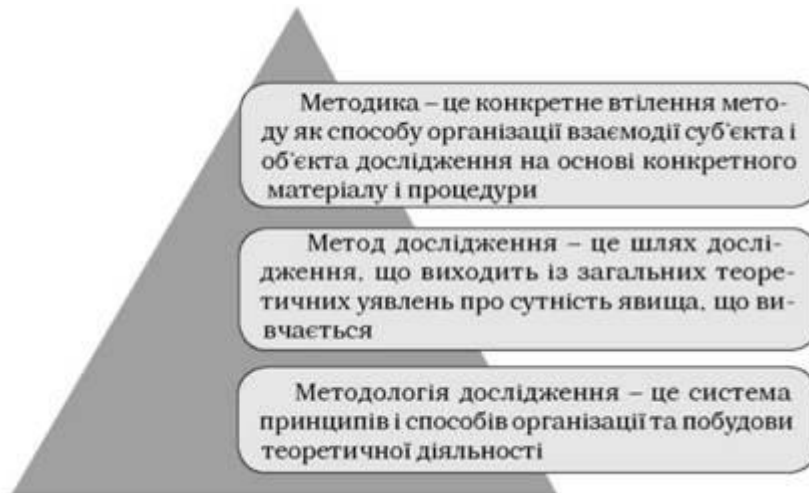 Методика – це конкретне втілення мето-
ду як способу організації взаємодії суб'єкта і
об'єкта дослідження на основі конкретного
матеріалу і процедури
Метод дослідження – це шлях дослі-
дження, що виходить із загальних теоре-
тичних уявлень про сутність явища, що ви-
вчається
Методологія дослідження – це система
принципів і способів організації та побудови
теоретичної діяльності